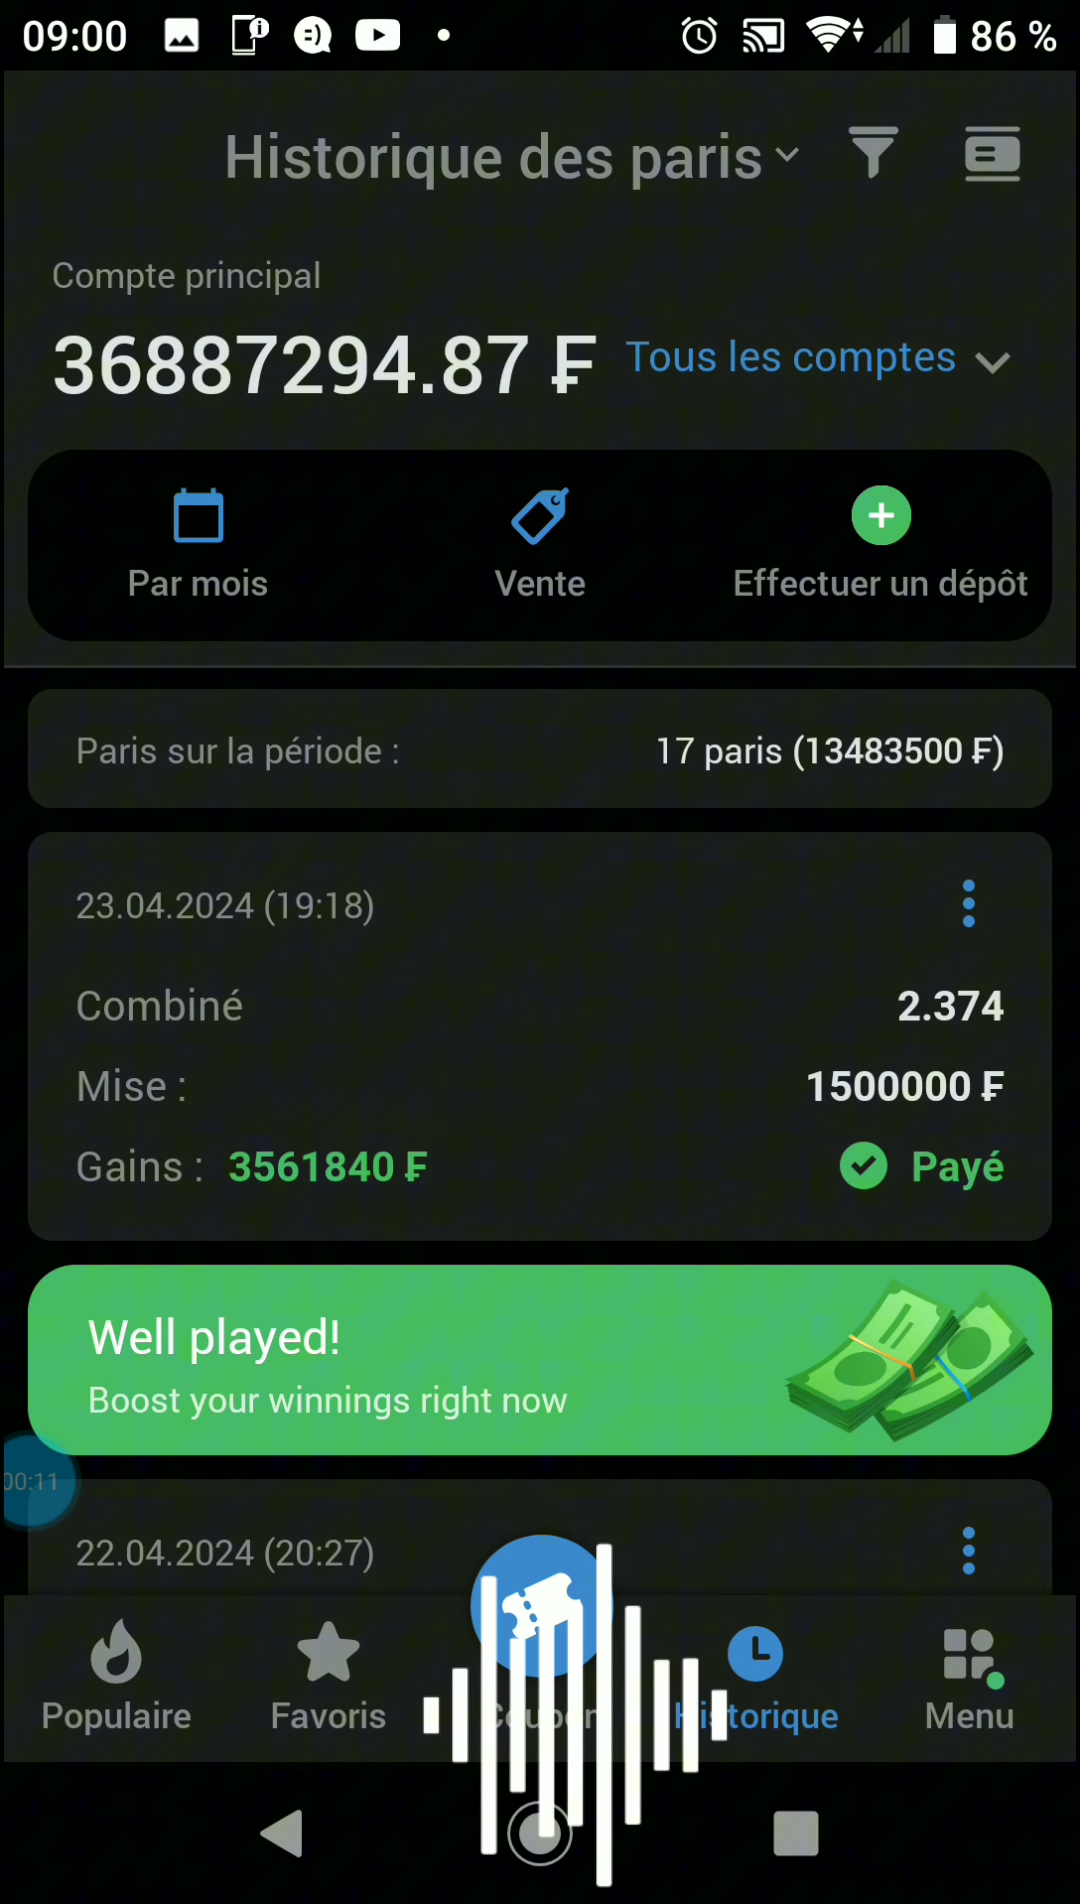 09:00
86 %
Historique des paris
Compte principal
36887294.87 ₣ Tous les comptes
Par mois
Vente
Effectuer un dépôt
Paris sur la période :
17 paris (13483500 ₣)
23.04.2024 (19:18)
Combiné
2.374
Mise :
1500000 ₣
Gains : 3561840 ₣
Payé
Well played!
Boost your winnings right now
00:11
22.04.2024 (20:27)
Populaire
Favoris
Coupon
Historique
Menu